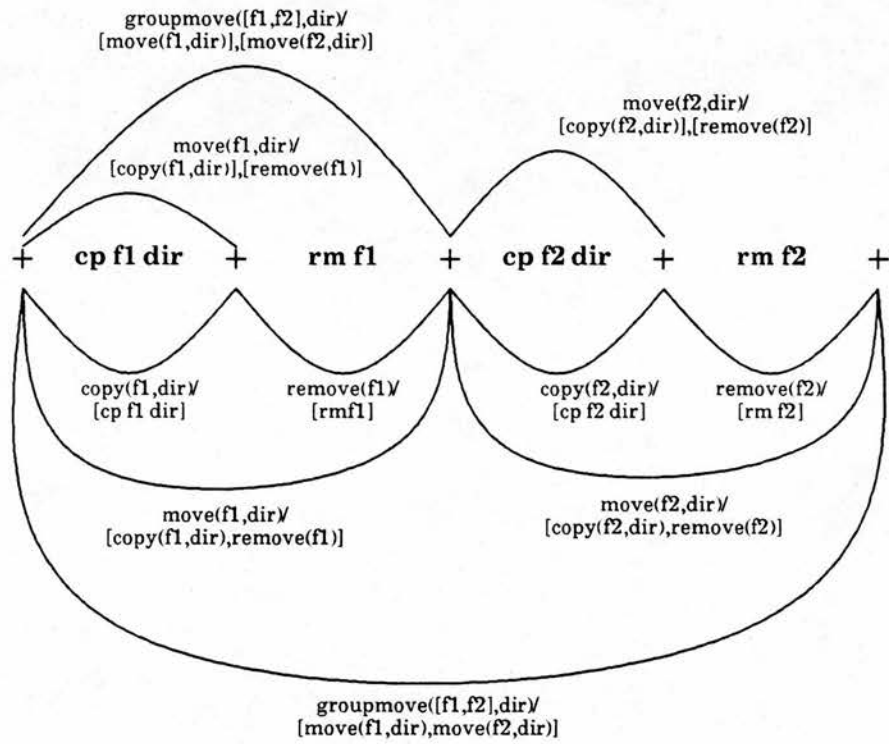 groupmove([f1,f2],dir)/
[move(f1,dir)],[move(f2,dir)]
move(f2,dir)/
[copy(f2,dir)],[remove(f2)]
move(f1,dir)/
[copy(f1,dir)],[remove(f1)]
+ cp f1 dir + rm f1 + cp f2 dir + rm f2 +
copy(f1,dir)/ remove(f1)/ copy(f2,dir)/ remove(f2)/
[cp f1 dir] [rmf1] [cp f2 dir] [rm f2]
move(f1,dir)/ move(f2,dir)/
[copy(f1,dir),remove(f1)] [copy(f2,dir),remove(f2)]
groupmove([f1,f2],dir)/
[move(f1,dir),move(f2,dir)]